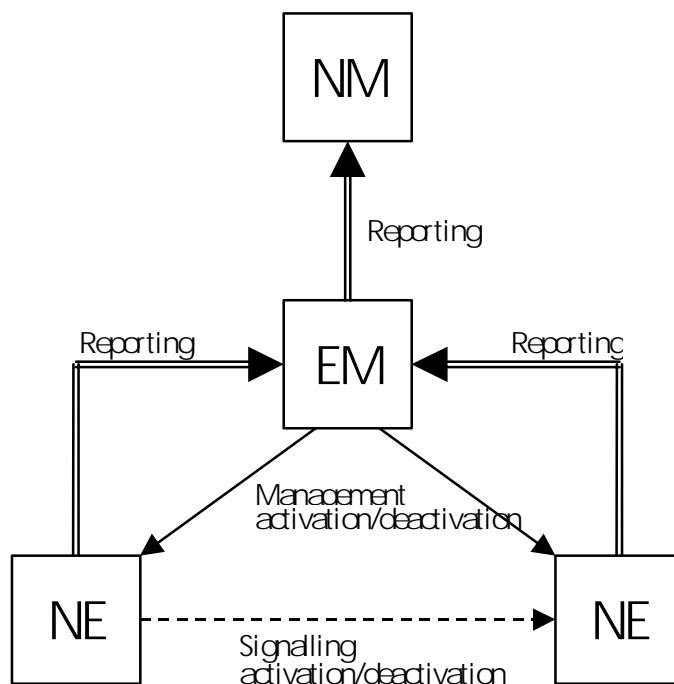 NM
Reporting
Reporting
Reporting
EM
Management
activation/deactivation
NE
NE
Signalling
activation/deactivation